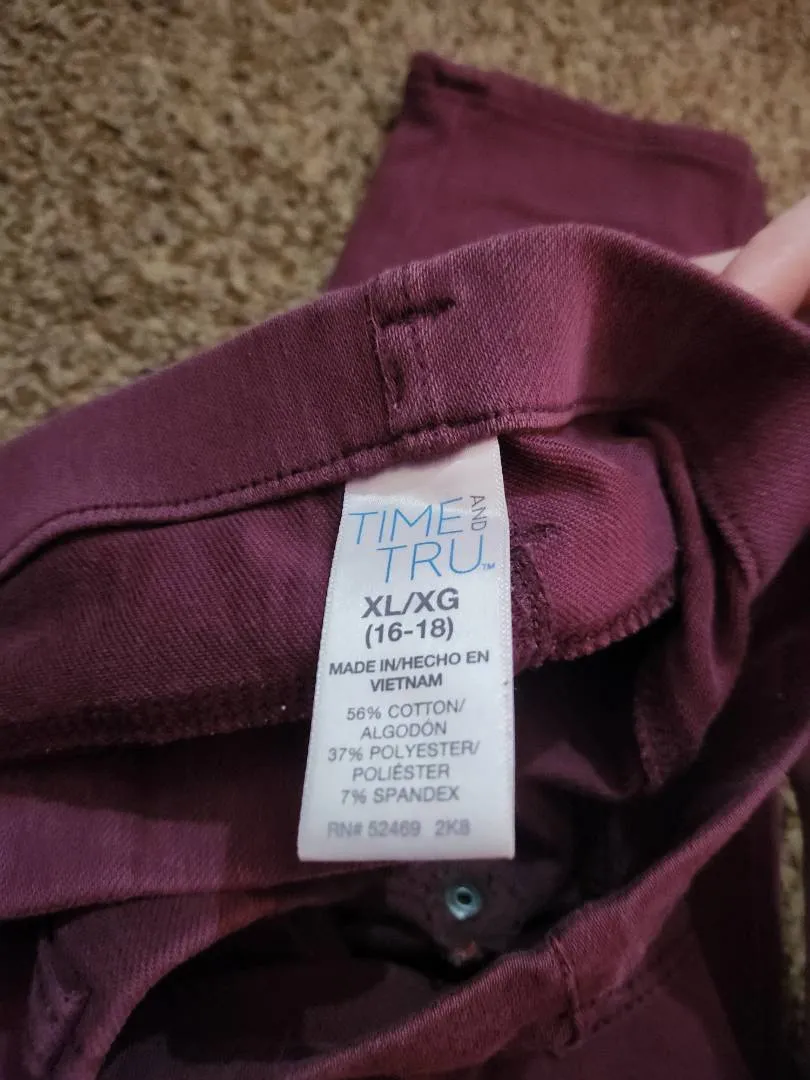 TIME AND
TRU™
XL/XG
(16-18)
MADE IN/HECHO EN
VIETNAM
56% COTTON/
ALGODÓN
37% POLYESTER/
POLIÉSTER
7% SPANDEX
RN# 52469 2K8